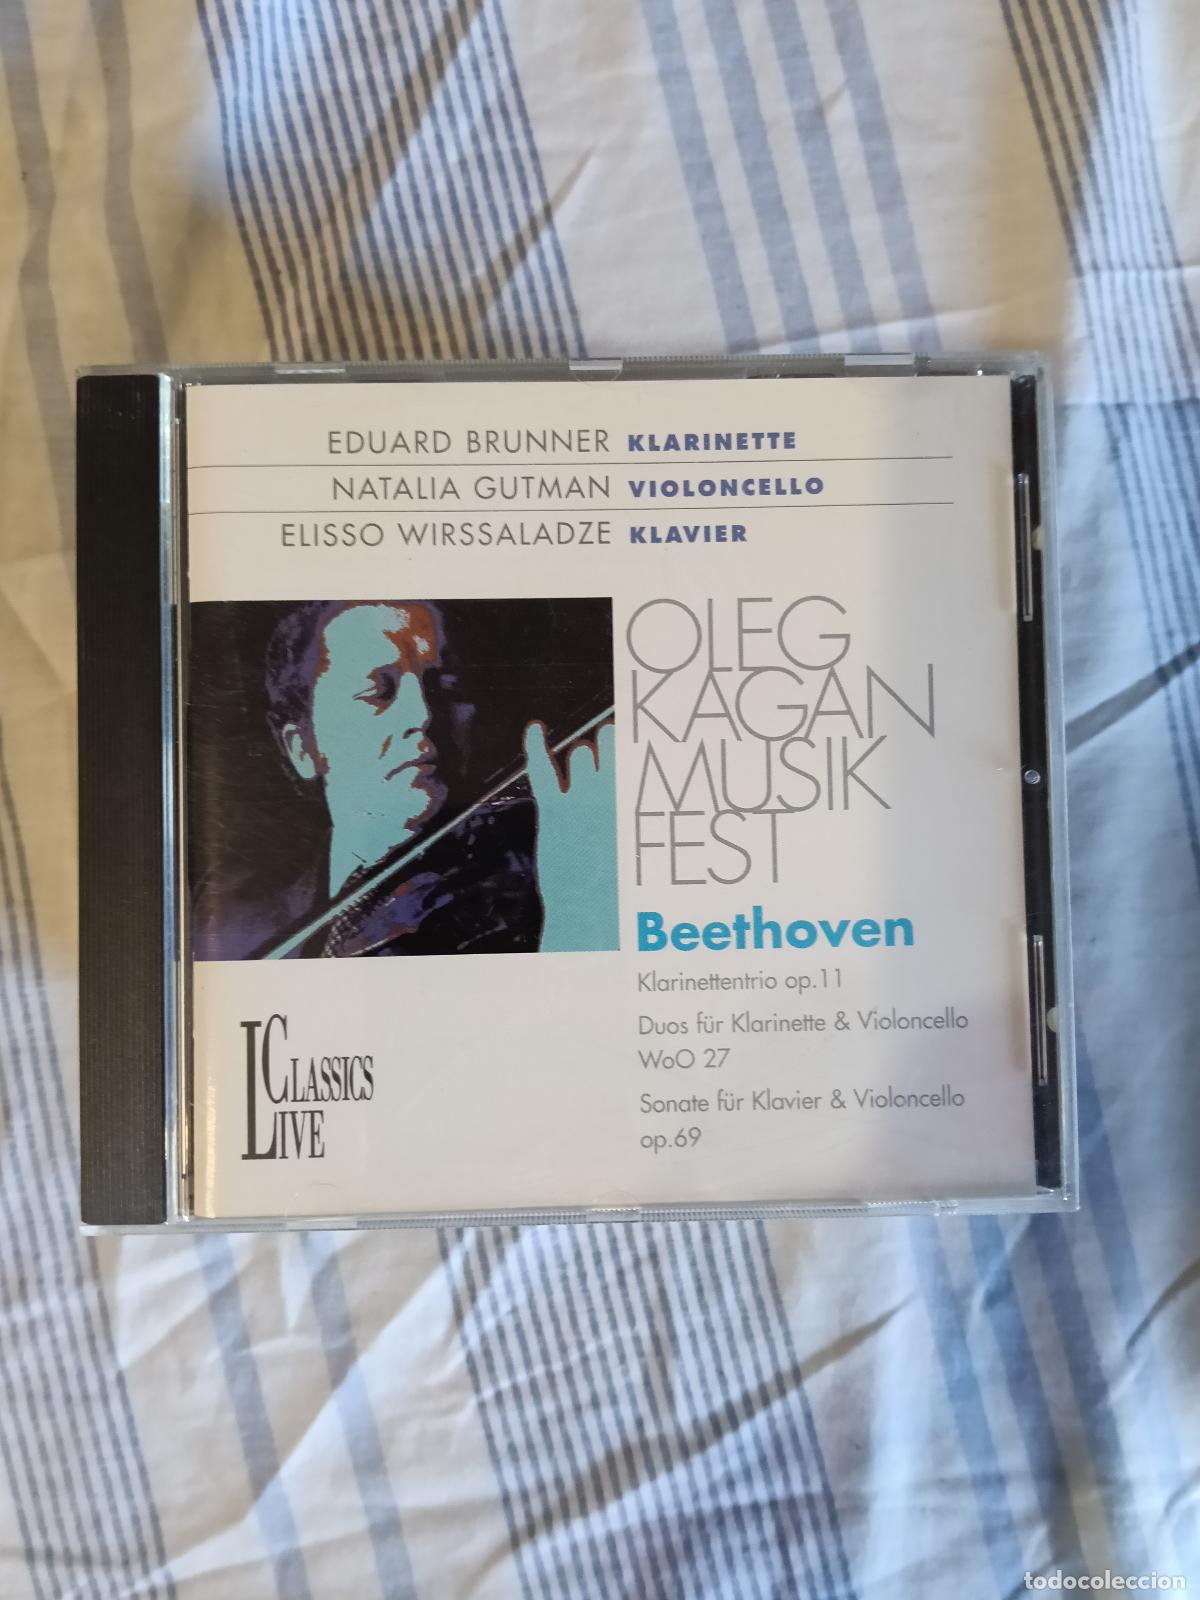 EDUARD BRUNNER KLARINETTE
NATALIA GUTMAN VIOLONCELLO
ELISSO WIRSSALADZE KLAVIER
OLEG
KAGAN
MUSIK
FEST
Beethoven
Klarinettentrio op.11
Duos für Klarinette & Violoncello
WoO 27
Sonate für Klavier & Violoncello
op.69
CLASSICS
LIVE
todocoleccion